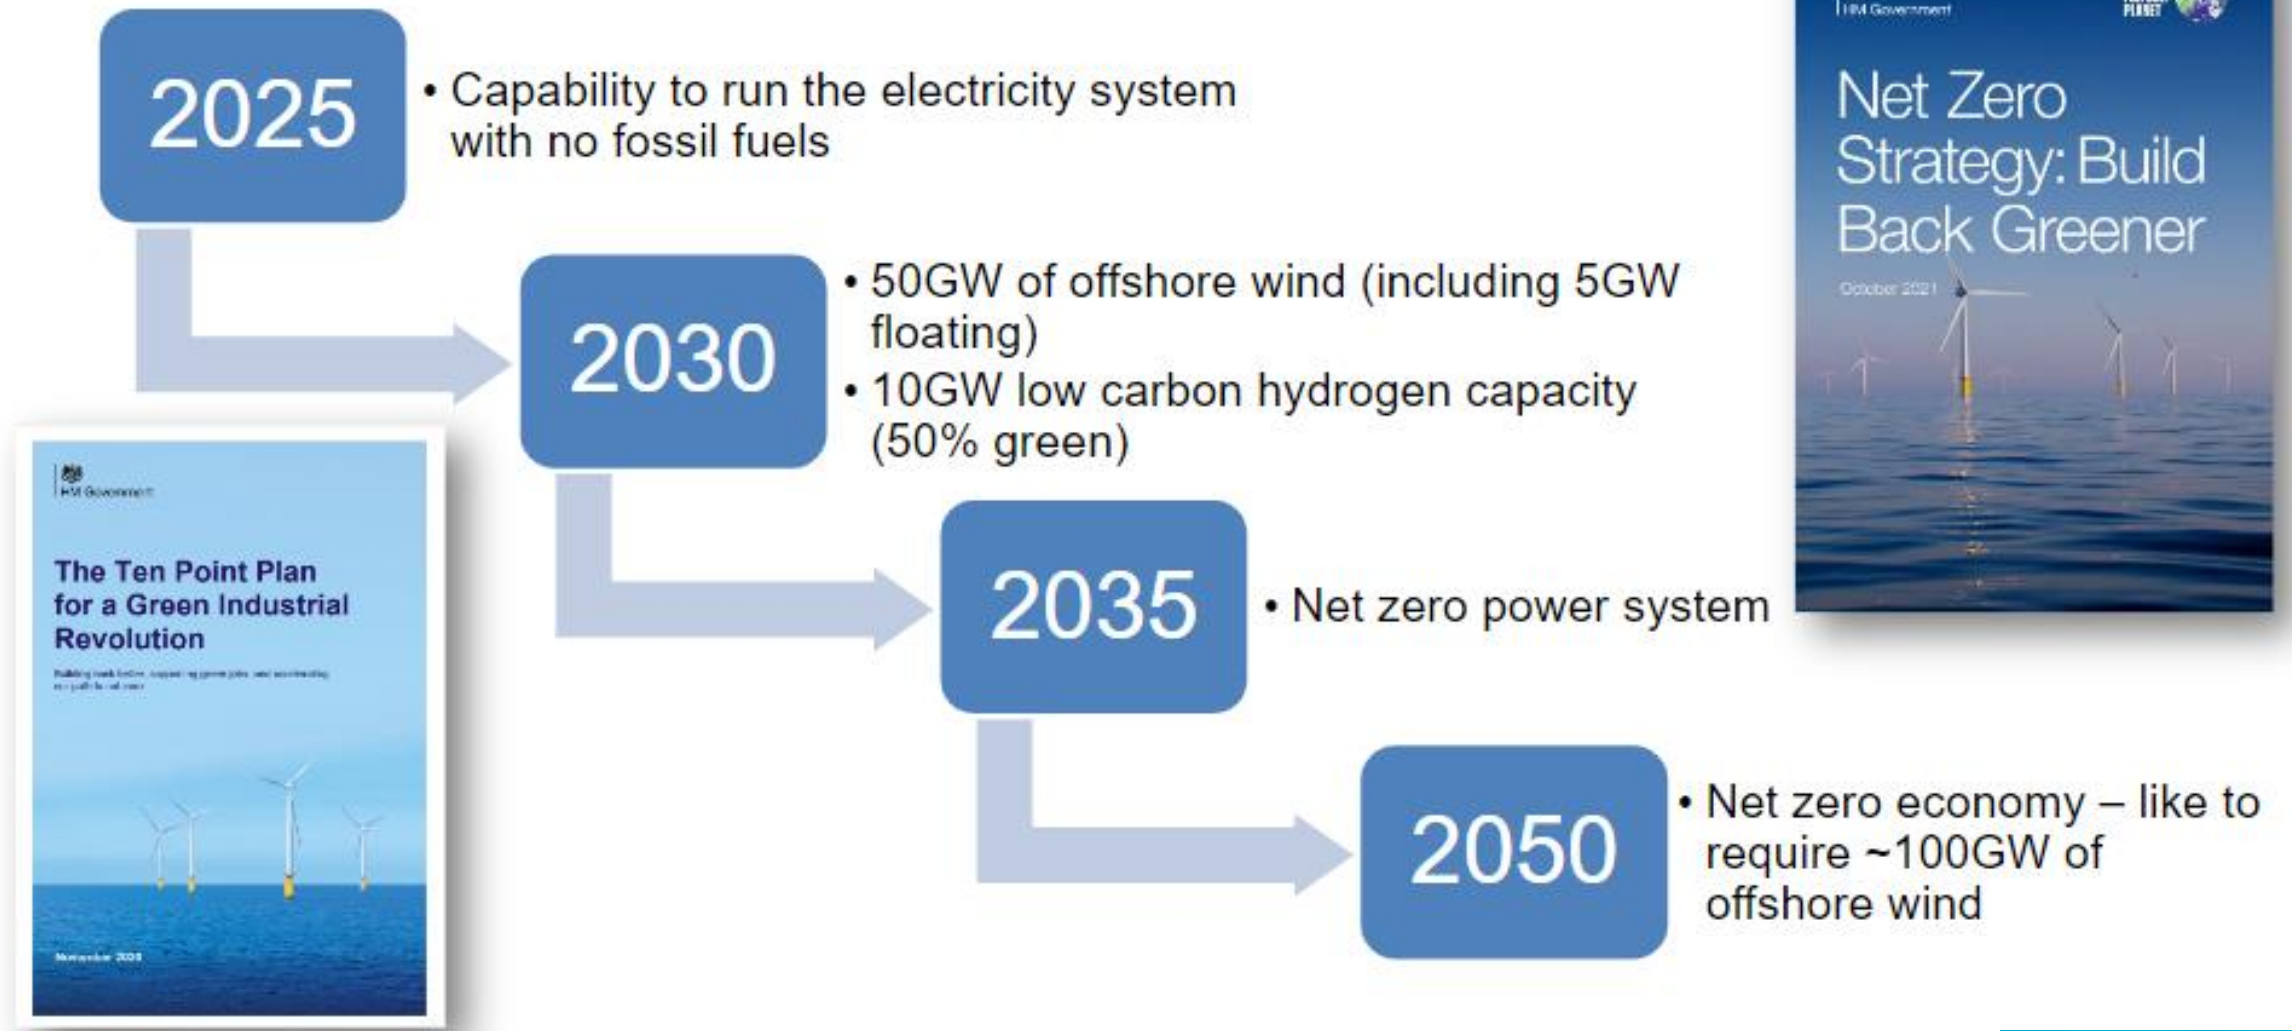 2025
• Capability to run the electricity system
with no fossil fuels
2030
• 50GW of offshore wind (including 5GW
floating)
• 10GW low carbon hydrogen capacity
(50% green)
2035
• Net zero power system
2050
• Net zero economy – like to
require ~100GW of
offshore wind
HM Government
The Ten Point Plan
for a Green Industrial
Revolution
November 2020
HM Government
PLANET
Net Zero
Strategy: Build
Back Greener
October 2021